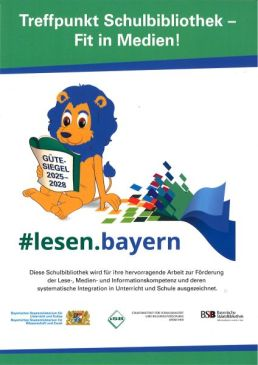 Treffpunkt Schulbibliothek –
Fit in Medien!
GÜTE-
SIEGEL
2025–
2028
#lesen.bayern
Diese Schulbibliothek wird für ihre hervorragende Arbeit zur Förderung
der Lese-, Medien- und Informationskompetenz und deren
systematische Integration in Unterricht und Schule ausgezeichnet.
Bayerisches Staatsministerium für
Unterricht und Kultus
Bayerisches Staatsministerium für
Wissenschaft und Kunst
STAATSINSTITUT FÜR SCHULQUALITÄT
UND BILDUNGSFORSCHUNG
MÜNCHEN
BSB Bayerische
StaatsBibliothek